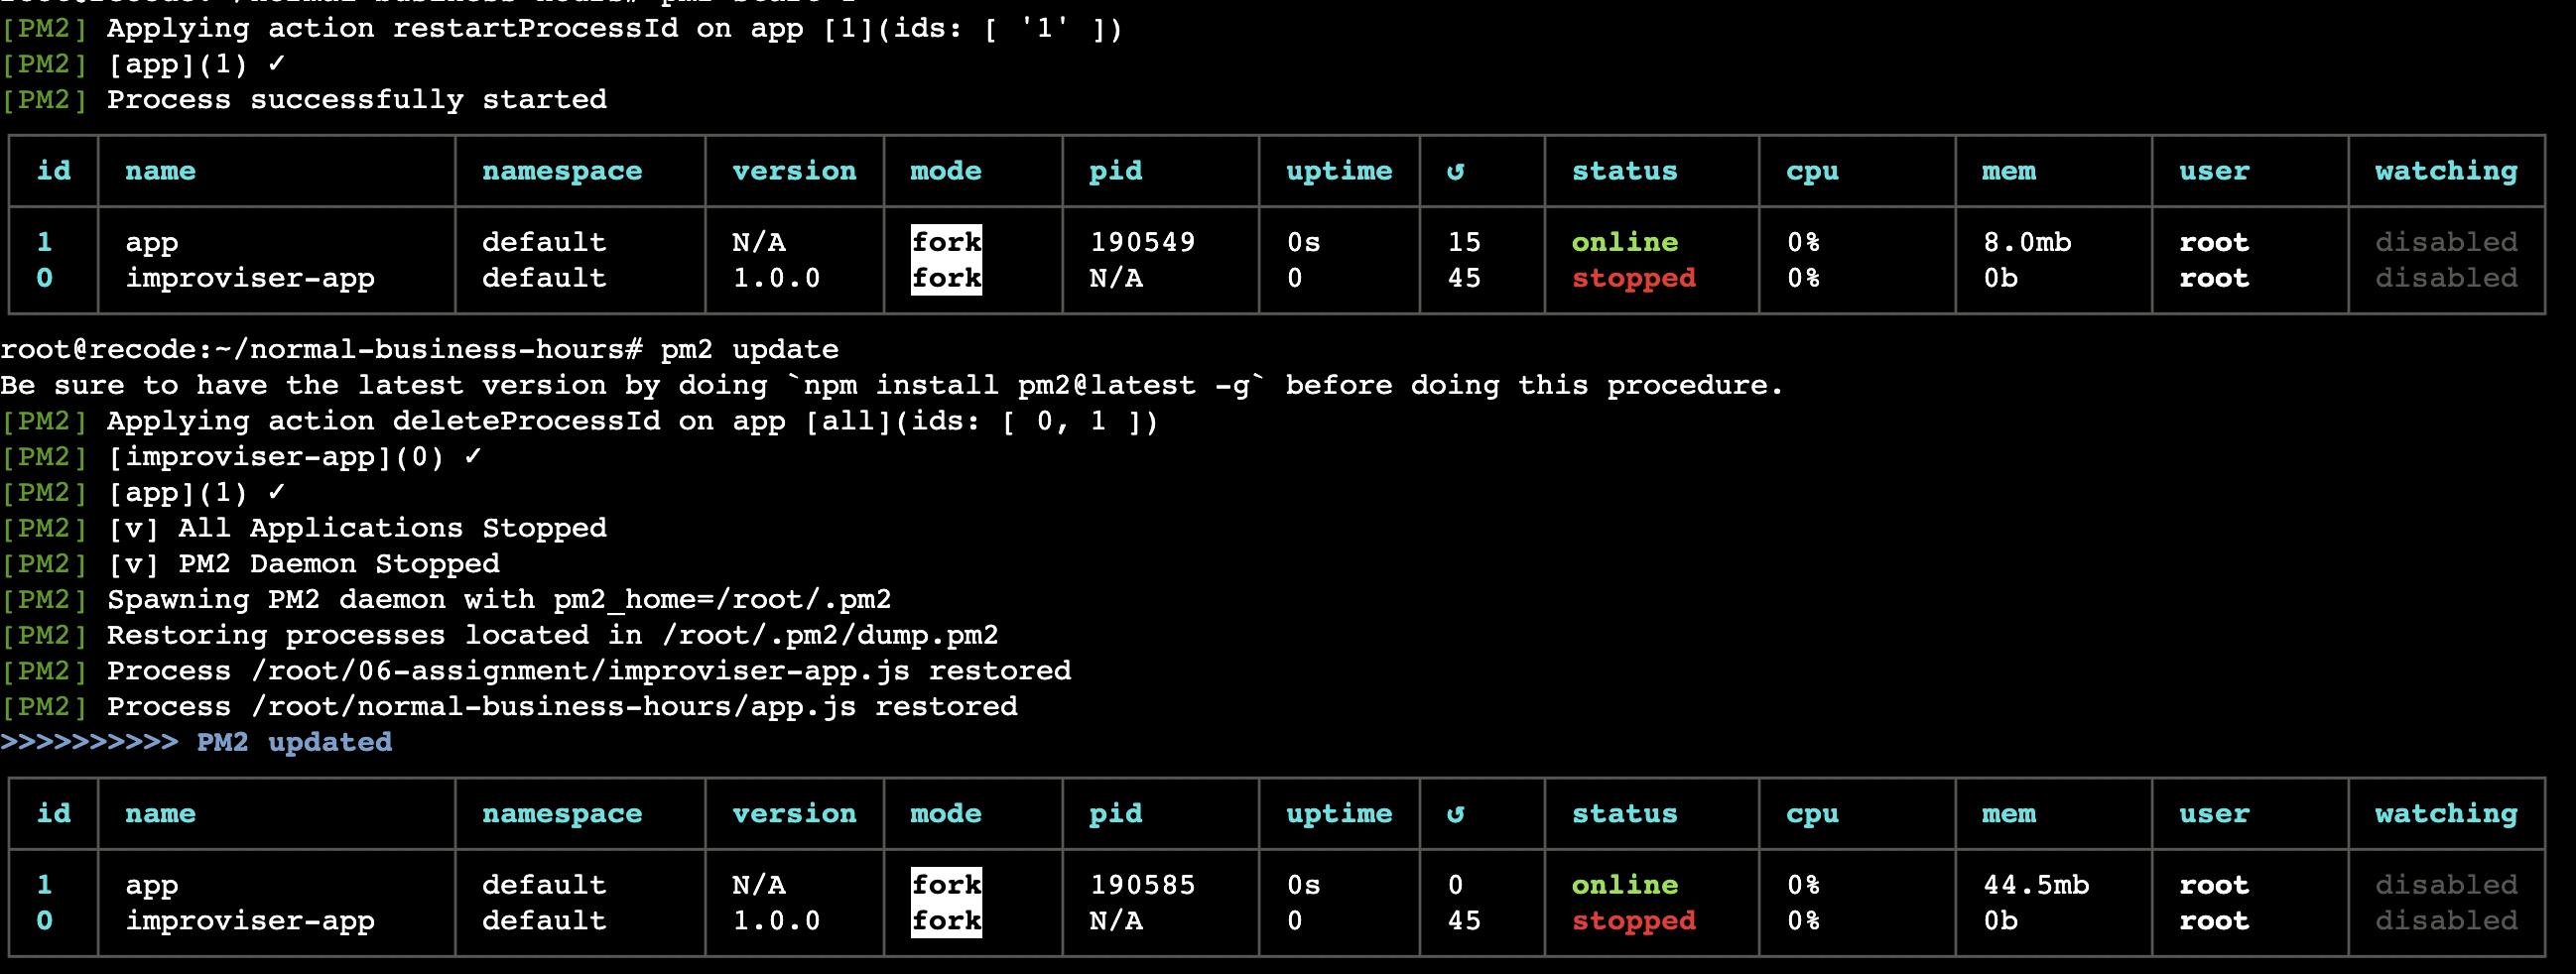 root@recode:~/normal-business-hours# pm2 start 1
[PM2] Applying action restartProcessId on app [1](ids: [ '1' ])
[PM2] [app](1) ✓
[PM2] Process successfully started
id name namespace version mode pid uptime ↺ status cpu mem user watching
1 app default N/A fork 190549 0s 15 online 0% 8.0mb root disabled
0 improviser-app default 1.0.0 fork N/A 0 45 stopped 0% 0b root disabled
root@recode:~/normal-business-hours# pm2 update
Be sure to have the latest version by doing `npm install pm2@latest -g` before doing this procedure.
[PM2] Applying action deleteProcessId on app [all](ids: [ 0, 1 ])
[PM2] [improviser-app](0) ✓
[PM2] [app](1) ✓
[PM2] [v] All Applications Stopped
[PM2] [v] PM2 Daemon Stopped
[PM2] Spawning PM2 daemon with pm2_home=/root/.pm2
[PM2] Restoring processes located in /root/.pm2/dump.pm2
[PM2] Process /root/06-assignment/improviser-app.js restored
[PM2] Process /root/normal-business-hours/app.js restored
>>>>>>>>>> PM2 updated
id name namespace version mode pid uptime ↺ status cpu mem user watching
1 app default N/A fork 190585 0s 0 online 0% 44.5mb root disabled
0 improviser-app default 1.0.0 fork N/A 0 45 stopped 0% 0b root disabled